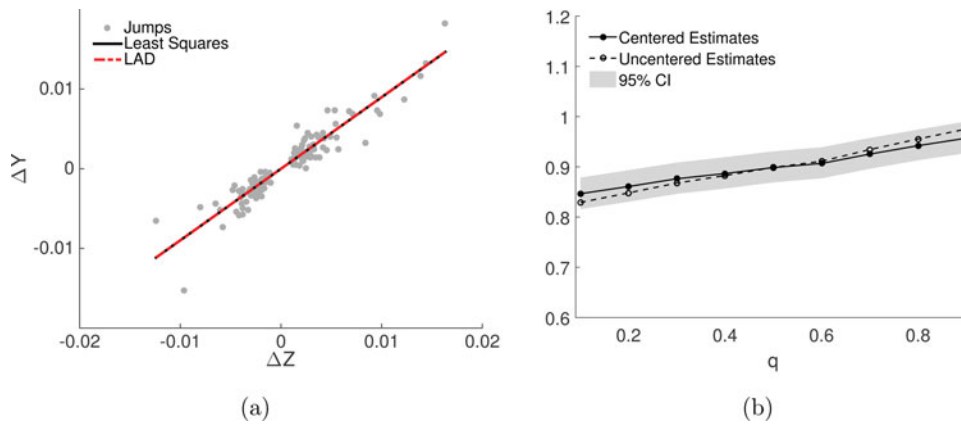 Jumps
Least Squares
LAD
0.01
0
-0.01
ΔY
-0.02
-0.01
0
0.01
0.02
ΔZ
(a)
1.2
1.1
1
0.9
0.8
0.7
0.6
Centered Estimates
Uncentered Estimates
95% CI
0.2
0.4
0.6
0.8
q
(b)